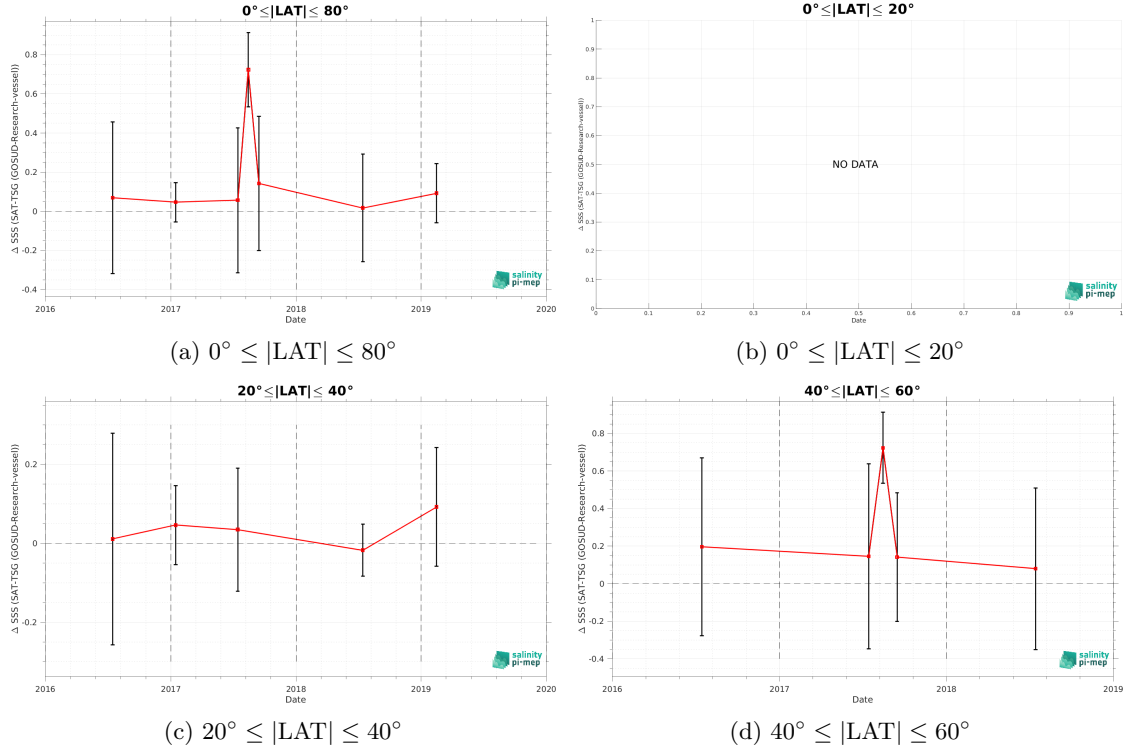 0°≤|LAT|≤ 80°
Δ SSS (SAT-TSG (GOSUD-Research-vessel))
0.8
0.6
0.4
0.2
0
-0.2
-0.4
2016
2017
2018
2019
2020
Date
salinity
pi-mep
(a) 0° ≤ |LAT| ≤ 80°
0°≤|LAT|≤ 20°
Δ SSS (SAT-TSG (GOSUD-Research-vessel))
1
0.9
0.8
0.7
0.6
0.5
0.4
0.3
0.2
0.1
0
NO DATA
0
0.1
0.2
0.3
0.4
0.5
0.6
0.7
0.8
0.9
1
Date
salinity
pi-mep
(b) 0° ≤ |LAT| ≤ 20°
20°≤|LAT|≤ 40°
Δ SSS (SAT-TSG (GOSUD-Research-vessel))
0.2
0
-0.2
2016
2017
2018
2019
2020
Date
salinity
pi-mep
(c) 20° ≤ |LAT| ≤ 40°
40°≤|LAT|≤ 60°
Δ SSS (SAT-TSG (GOSUD-Research-vessel))
0.8
0.6
0.4
0.2
0
-0.2
-0.4
2016
2017
2018
2019
Date
salinity
pi-mep
(d) 40° ≤ |LAT| ≤ 60°